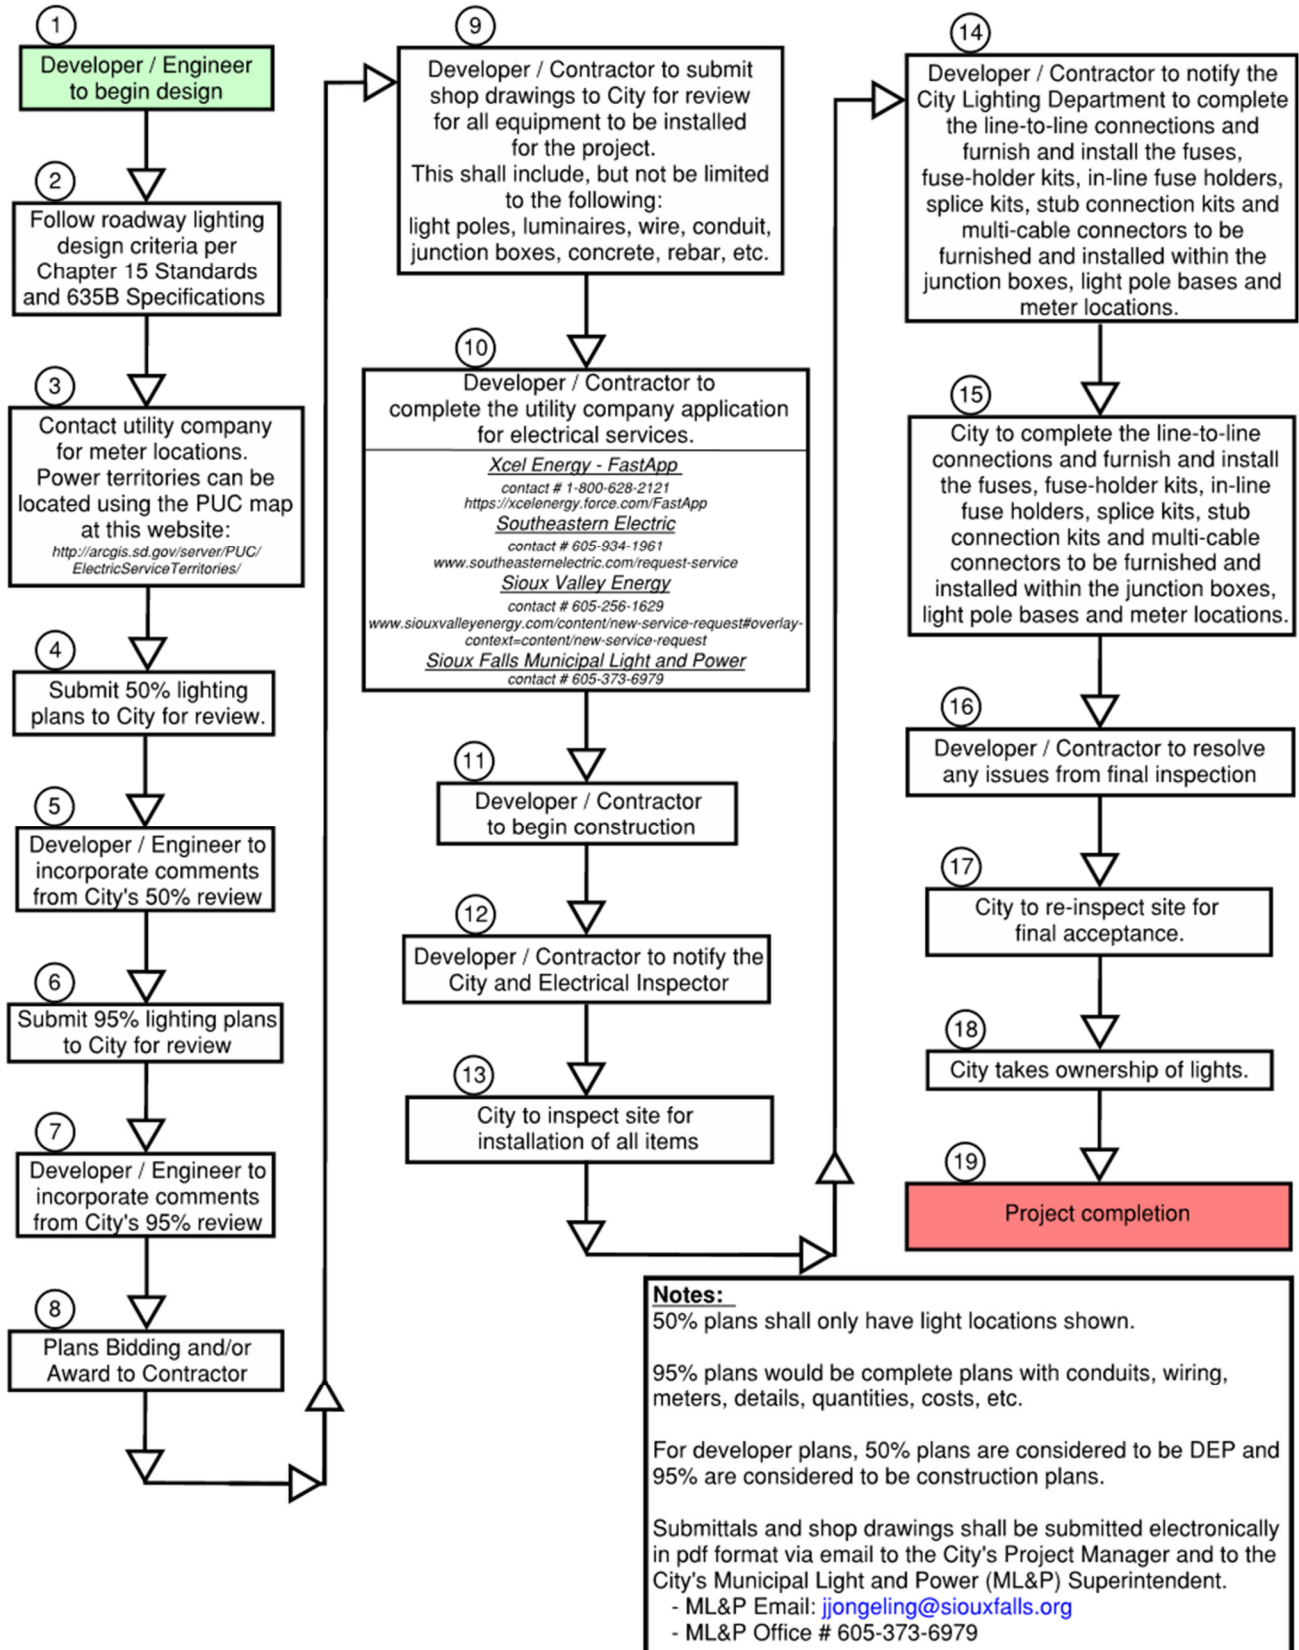 1
Developer / Engineer
to begin design
2
Follow roadway lighting
design criteria per
Chapter 15 Standards
and 635B Specifications
3
Contact utility company
for meter locations.
Power territories can be
located using the PUC map
at this website:
http://arcgis.sd.gov/server/PUC/
ElectricServiceTerritories/
4
Submit 50% lighting
plans to City for review.
5
Developer / Engineer to
incorporate comments
from City's 50% review
6
Submit 95% lighting plans
to City for review
7
Developer / Engineer to
incorporate comments
from City's 95% review
8
Plans Bidding and/or
Award to Contractor
9
Developer / Contractor to submit
shop drawings to City for review
for all equipment to be installed
for the project.
This shall include, but not be limited
to the following:
light poles, luminaires, wire, conduit,
junction boxes, concrete, rebar, etc.
10
Developer / Contractor to
complete the utility company application
for electrical services.
Xcel Energy - FastApp
contact # 1-800-628-2121
https://xcelenergy.force.com/FastApp
Southeastern Electric
contact # 605-934-1961
www.southeasternelectric.com/request-service
Sioux Valley Energy
contact # 605-256-1629
www.siouxvalleyenergy.com/content/new-service-request#overlay-
context=content/new-service-request
Sioux Falls Municipal Light and Power
contact # 605-373-6979
11
Developer / Contractor
to begin construction
12
Developer / Contractor to notify the
City and Electrical Inspector
13
City to inspect site for
installation of all items
14
Developer / Contractor to notify the
City Lighting Department to complete
the line-to-line connections and
furnish and install the fuses,
fuse-holder kits, in-line fuse holders,
splice kits, stub connection kits and
multi-cable connectors to be
furnished and installed within the
junction boxes, light pole bases and
meter locations.
15
City to complete the line-to-line
connections and furnish and install
the fuses, fuse-holder kits, in-line
fuse holders, splice kits, stub
connection kits and multi-cable
connectors to be furnished and
installed within the junction boxes,
light pole bases and meter locations.
16
Developer / Contractor to resolve
any issues from final inspection
17
City to re-inspect site for
final acceptance.
18
City takes ownership of lights.
19
Project completion
Notes:
50% plans shall only have light locations shown.
95% plans would be complete plans with conduits, wiring,
meters, details, quantities, costs, etc.
For developer plans, 50% plans are considered to be DEP and
95% are considered to be construction plans.
Submittals and shop drawings shall be submitted electronically
in pdf format via email to the City's Project Manager and to the
City's Municipal Light and Power (ML&P) Superintendent.
- ML&P Email: jjongeling@siouxfalls.org
- ML&P Office # 605-373-6979